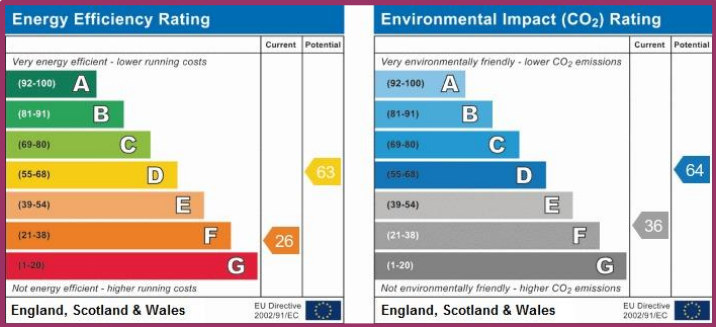 Energy Efficiency Rating
Current Potential
Very energy efficient - lower running costs
(92-100) A
(81-91) B
(69-80) C
(55-68) D
63
(39-54) E
(21-38) F
26
(1-20) G
Not energy efficient - higher running costs
England, Scotland & Wales
EU Directive
2002/91/EC
Environmental Impact (CO₂) Rating
Current Potential
Very environmentally friendly - lower CO₂ emissions
(92-100) A
(81-91) B
(69-80) C
(55-68) D
64
(39-54) E
36
(21-38) F
(1-20) G
Not environmentally friendly - higher CO₂ emissions
England, Scotland & Wales
EU Directive
2002/91/EC